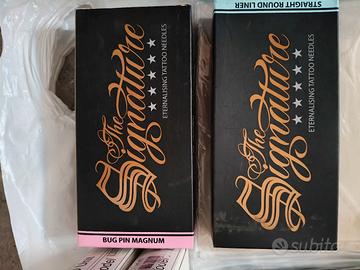 The
Signature
ETERNALISING TATTOO NEEDLES
BUG PIN MAGNUM
STRAIGHT ROUND LINER
The
Signature
ETERNALISING TATTOO NEEDLES
subito